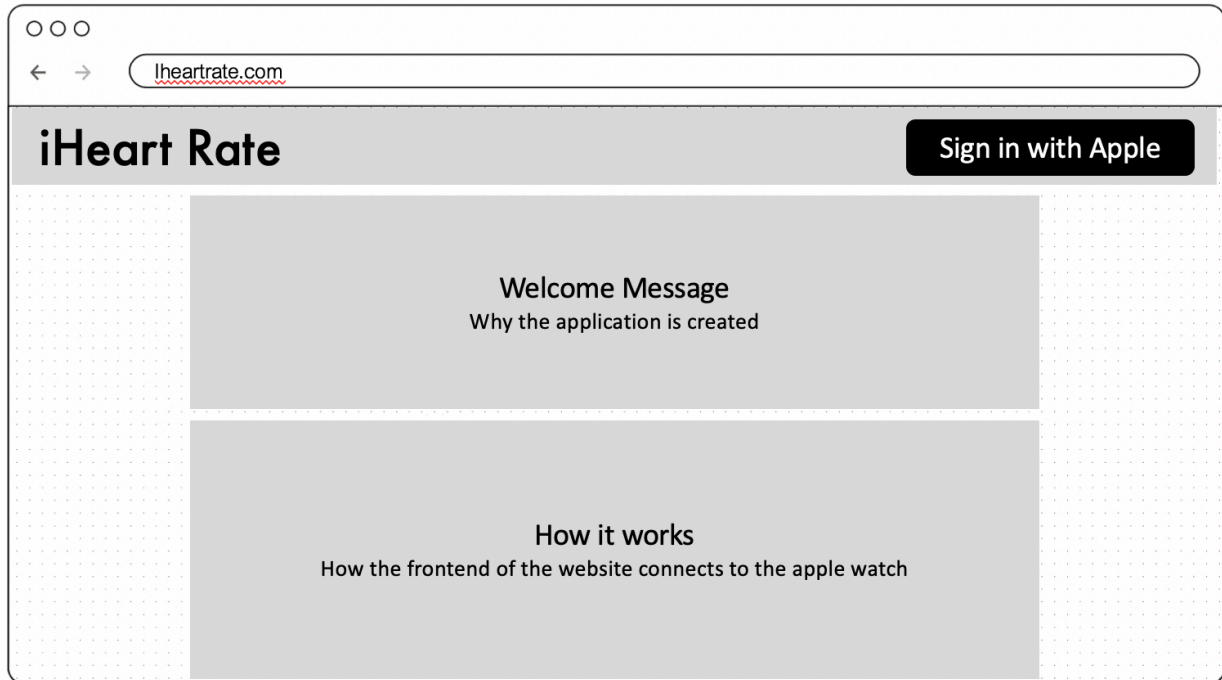 Iheartrate.com
iHeart Rate
Sign in with Apple
Welcome Message
Why the application is created
How it works
How the frontend of the website connects to the apple watch